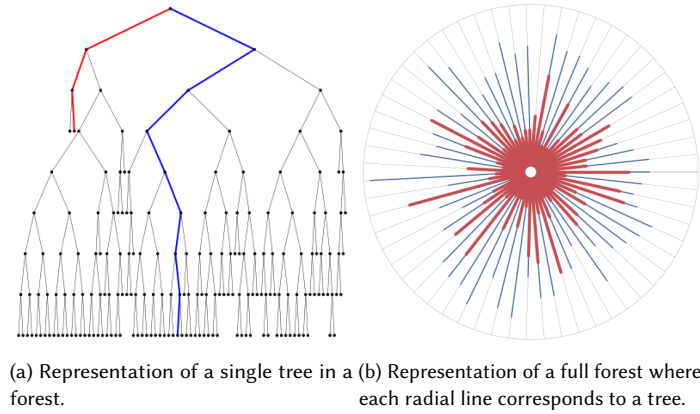 (a) Representation of a single tree in a
forest.
(b) Representation of a full forest where
each radial line corresponds to a tree.